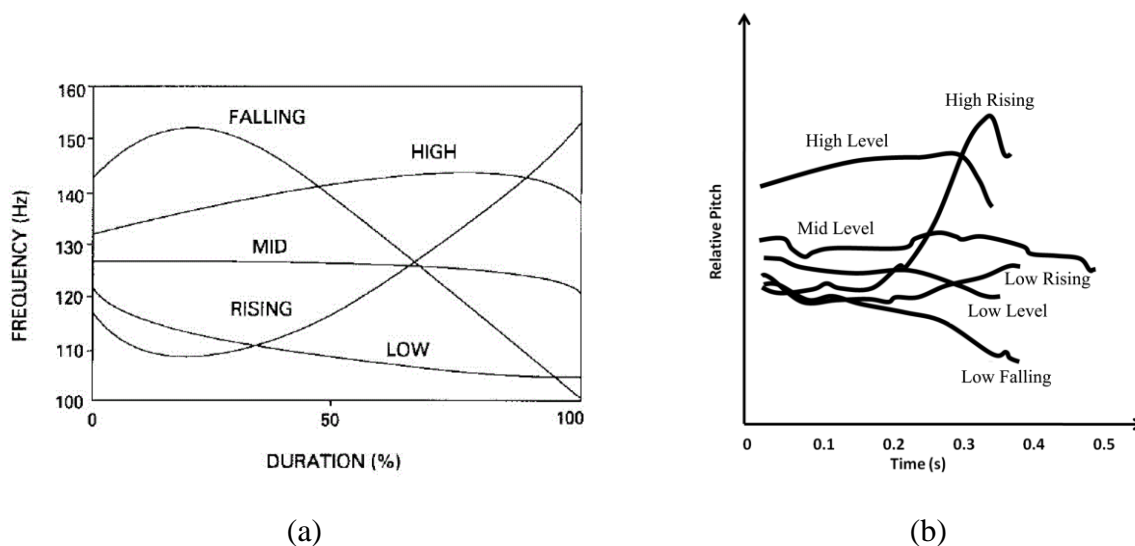 160
150
140
130
120
110
100
FREQUENCY (Hz)
FALLING
HIGH
MID
RISING
LOW
0
50
100
DURATION (%)
(a)
Relative Pitch
High Rising
High Level
Mid Level
Low Rising
Low Level
Low Falling
0 0.1 0.2 0.3 0.4 0.5
Time (s)
(b)